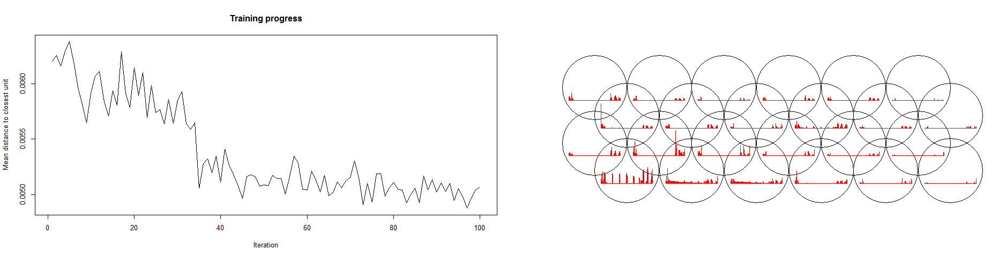 Training progress
Mean distance to closest unit
0.0060
0.0055
0.0050
0 20 40 60 80 100
Iteration